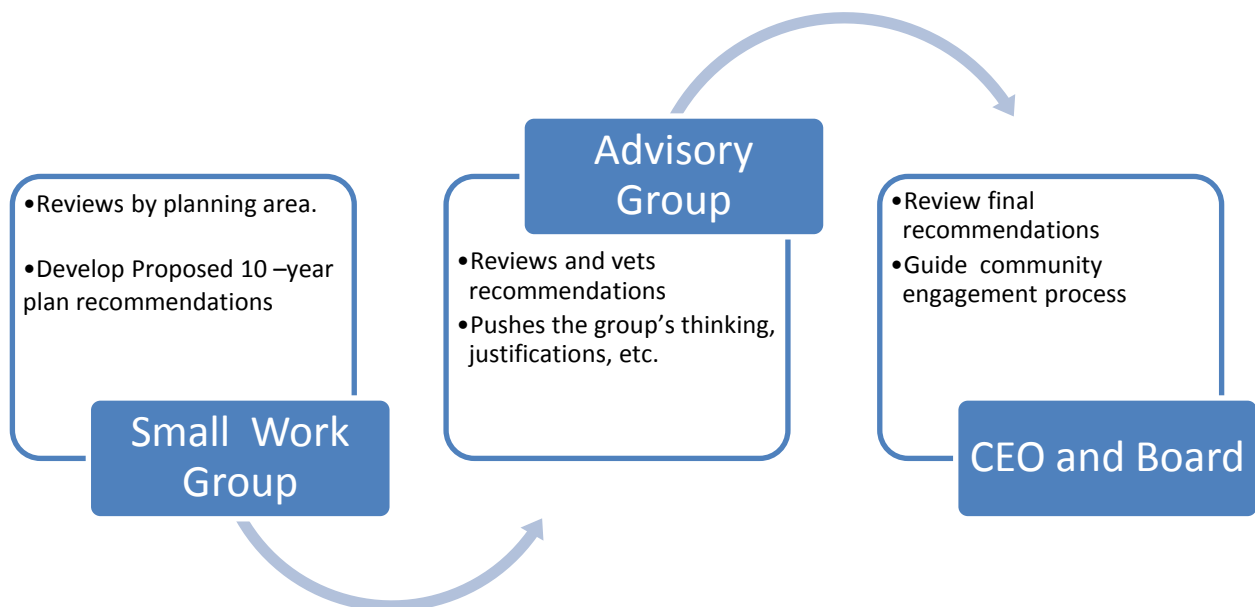 •Reviews by planning area.
•Develop Proposed 10 –year
plan recommendations
Small  Work
Group
Advisory
Group
•Reviews and vets
recommendations
•Pushes the group’s thinking,
justifications, etc.
•Review final
recommendations
•Guide  community
engagement process
CEO and Board